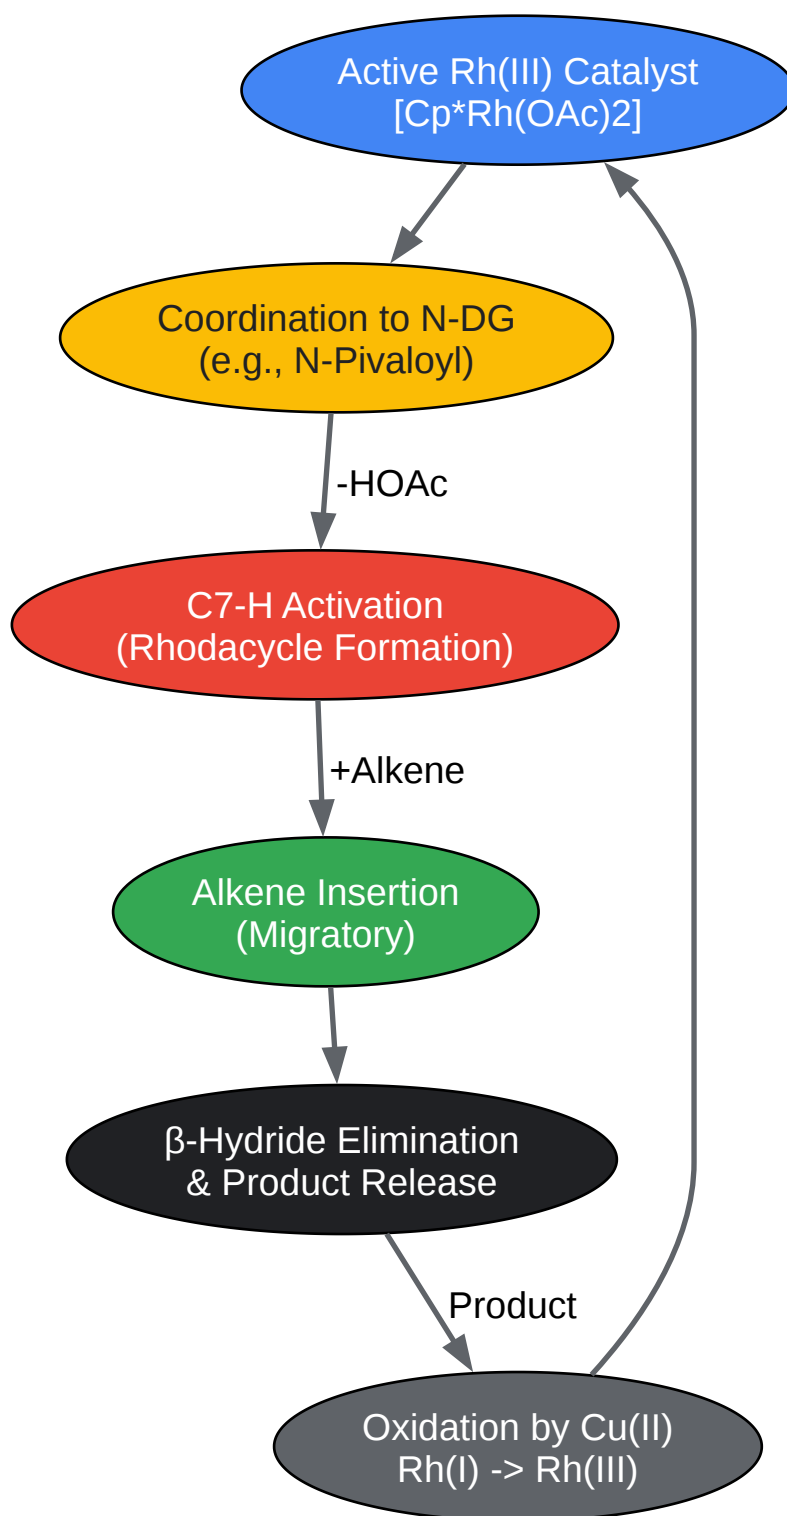 Active Rh(III) Catalyst
[Cp*Rh(OAc)2]
Coordination to N-DG
(e.g., N-Pivaloyl)
-HOAc
C7-H Activation
(Rhodacycle Formation)
+Alkene
Alkene Insertion
(Migratory)
β-Hydride Elimination
& Product Release
Product
Oxidation by Cu(II)
Rh(I) -> Rh(III)